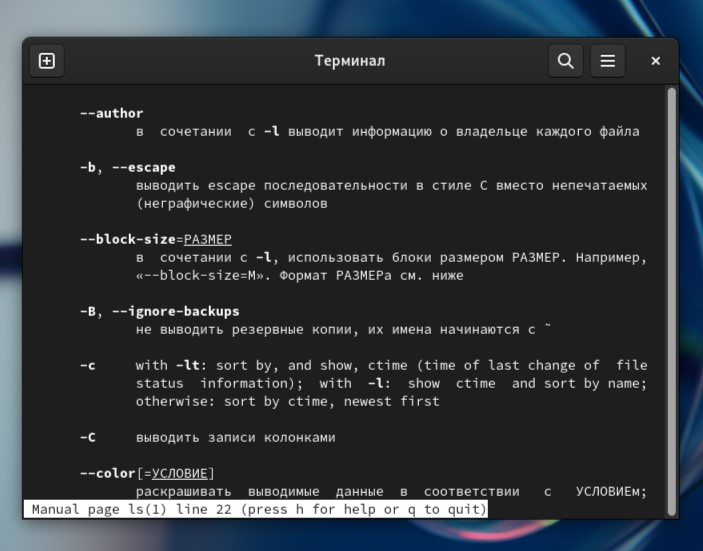 Терминал
--author
в сочетании с -l выводит информацию о владельце каждого файла
-b, --escape
выводить escape последовательности в стиле C вместо непечатаемых
(неграфические) символов
--block-size=РАЗМЕР
в сочетании с -l, использовать блоки размером РАЗМЕР. Например,
«--block-size=M». Формат РАЗМЕРа см. ниже
-B, --ignore-backups
не выводить резервные копии, их имена начинаются с ~
-c with -lt: sort by, and show, ctime (time of last change of file
status information); with -l: show ctime and sort by name;
otherwise: sort by ctime, newest first
-C выводить записи колонками
--color[=УСЛОВИЕ]
раскрашивать выводимые данные в соответствии с УСЛОВИЕм;
Manual page ls(1) line 22 (press h for help or q to quit)